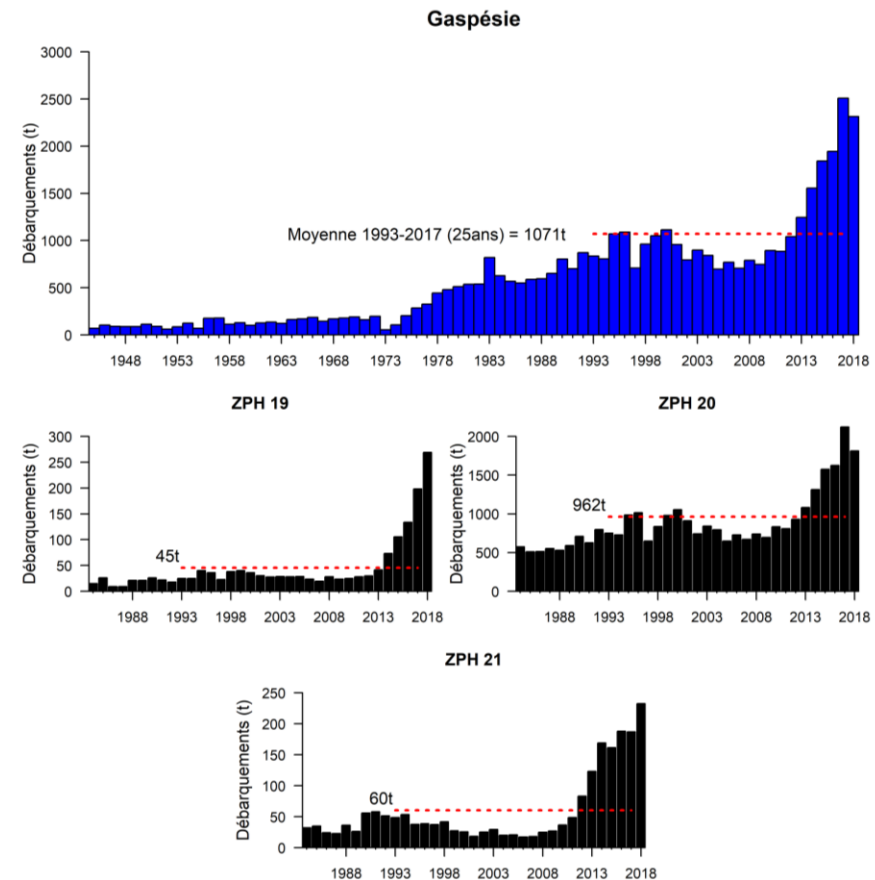 Gaspésie
Débarquements (t)
3000
2500
2000
1500
1000
500
0
Moyenne 1993-2017 (25ans) = 1071t
1948 1953 1958 1963 1968 1973 1978 1983 1988 1993 1998 2003 2008 2013 2018
ZPH 19
Débarquements (t)
300
250
200
150
100
50
0
45t
1988 1993 1998 2003 2008 2013 2018
ZPH 20
Débarquements (t)
2000
1500
1000
500
0
962t
1988 1993 1998 2003 2008 2013 2018
ZPH 21
Débarquements (t)
250
200
150
100
50
0
60t
1988 1993 1998 2003 2008 2013 2018